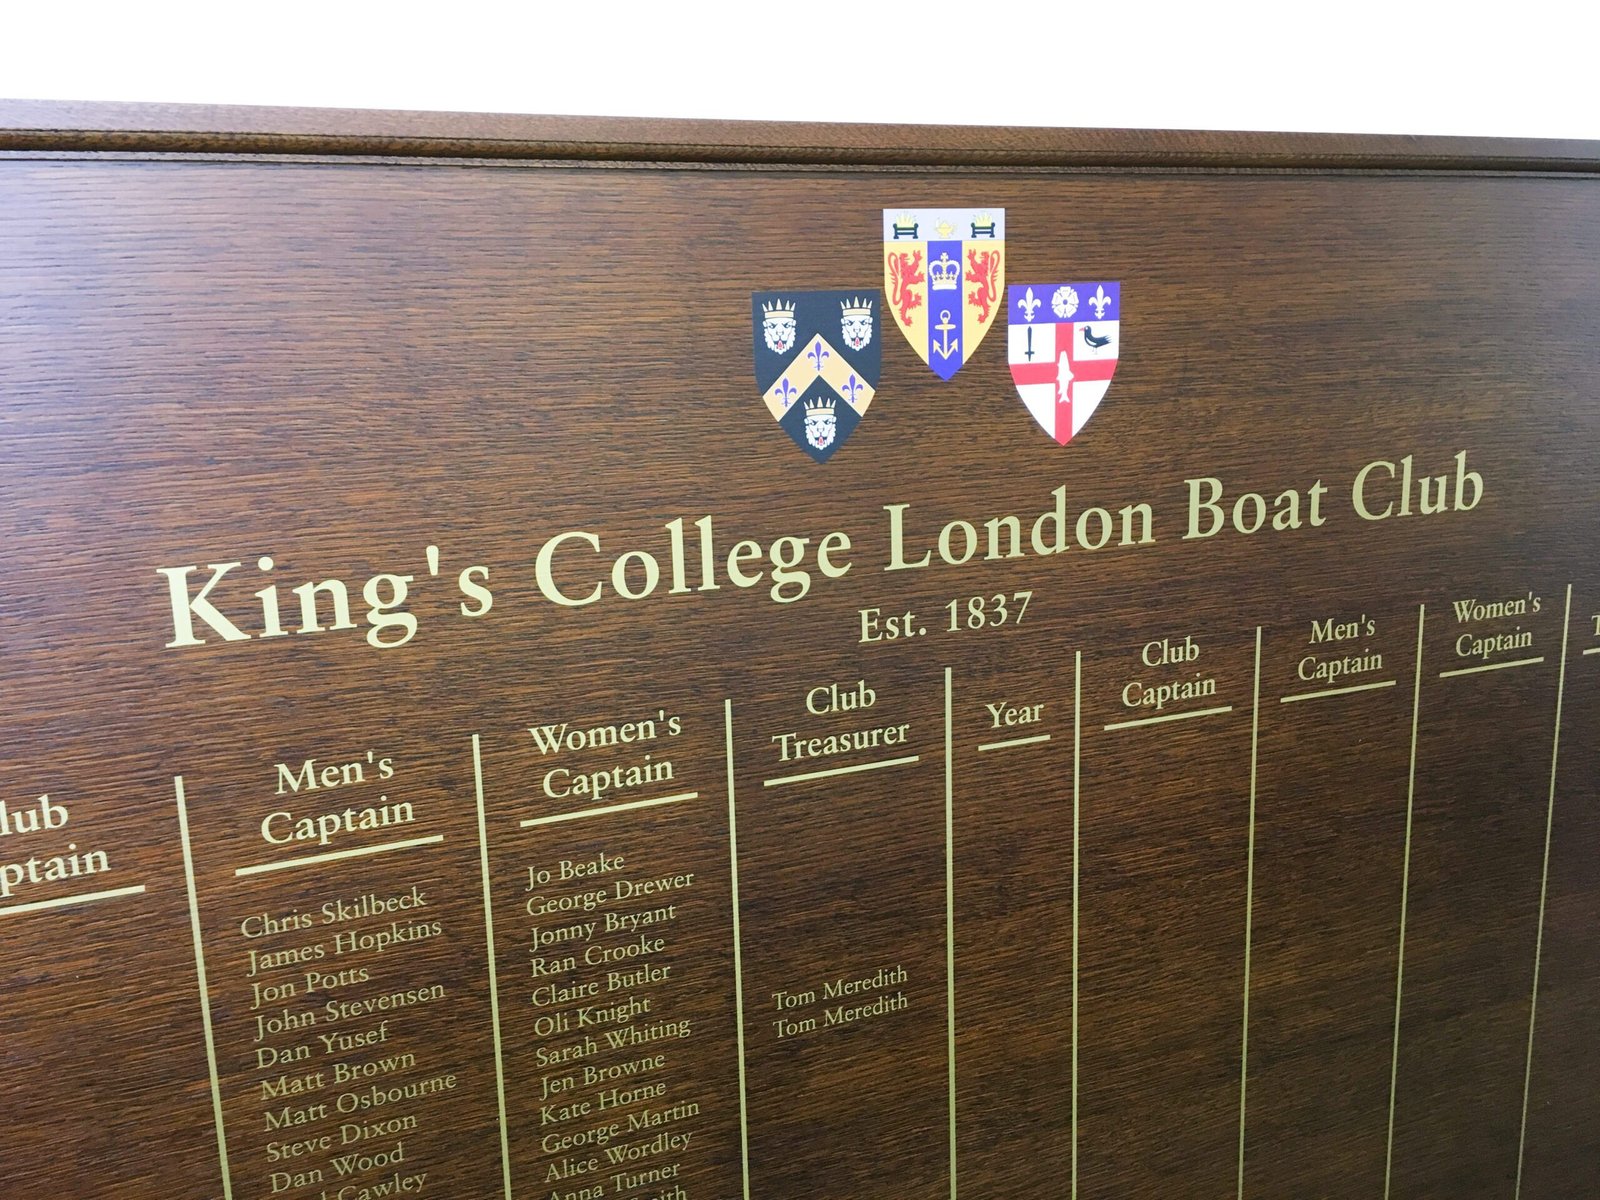 King's College London Boat Club
Est. 1837
Men's
Captain
Chris Skilbeck
James Hopkins
Jon Potts
John Stevensen
Dan Yusef
Matt Brown
Matt Osbourne
Steve Dixon
Dan Wood
Cawley
Women's
Captain
Jo Beake
George Drewer
Jonny Bryant
Ran Crooke
Claire Butler
Oli Knight
Sarah Whiting
Jen Browne
Kate Horne
George Martin
Alice Wordley
Anna Turner
Club
Treasurer
Tom Meredith
Tom Meredith
Year
Club
Captain
Men's
Captain
Women's
Captain